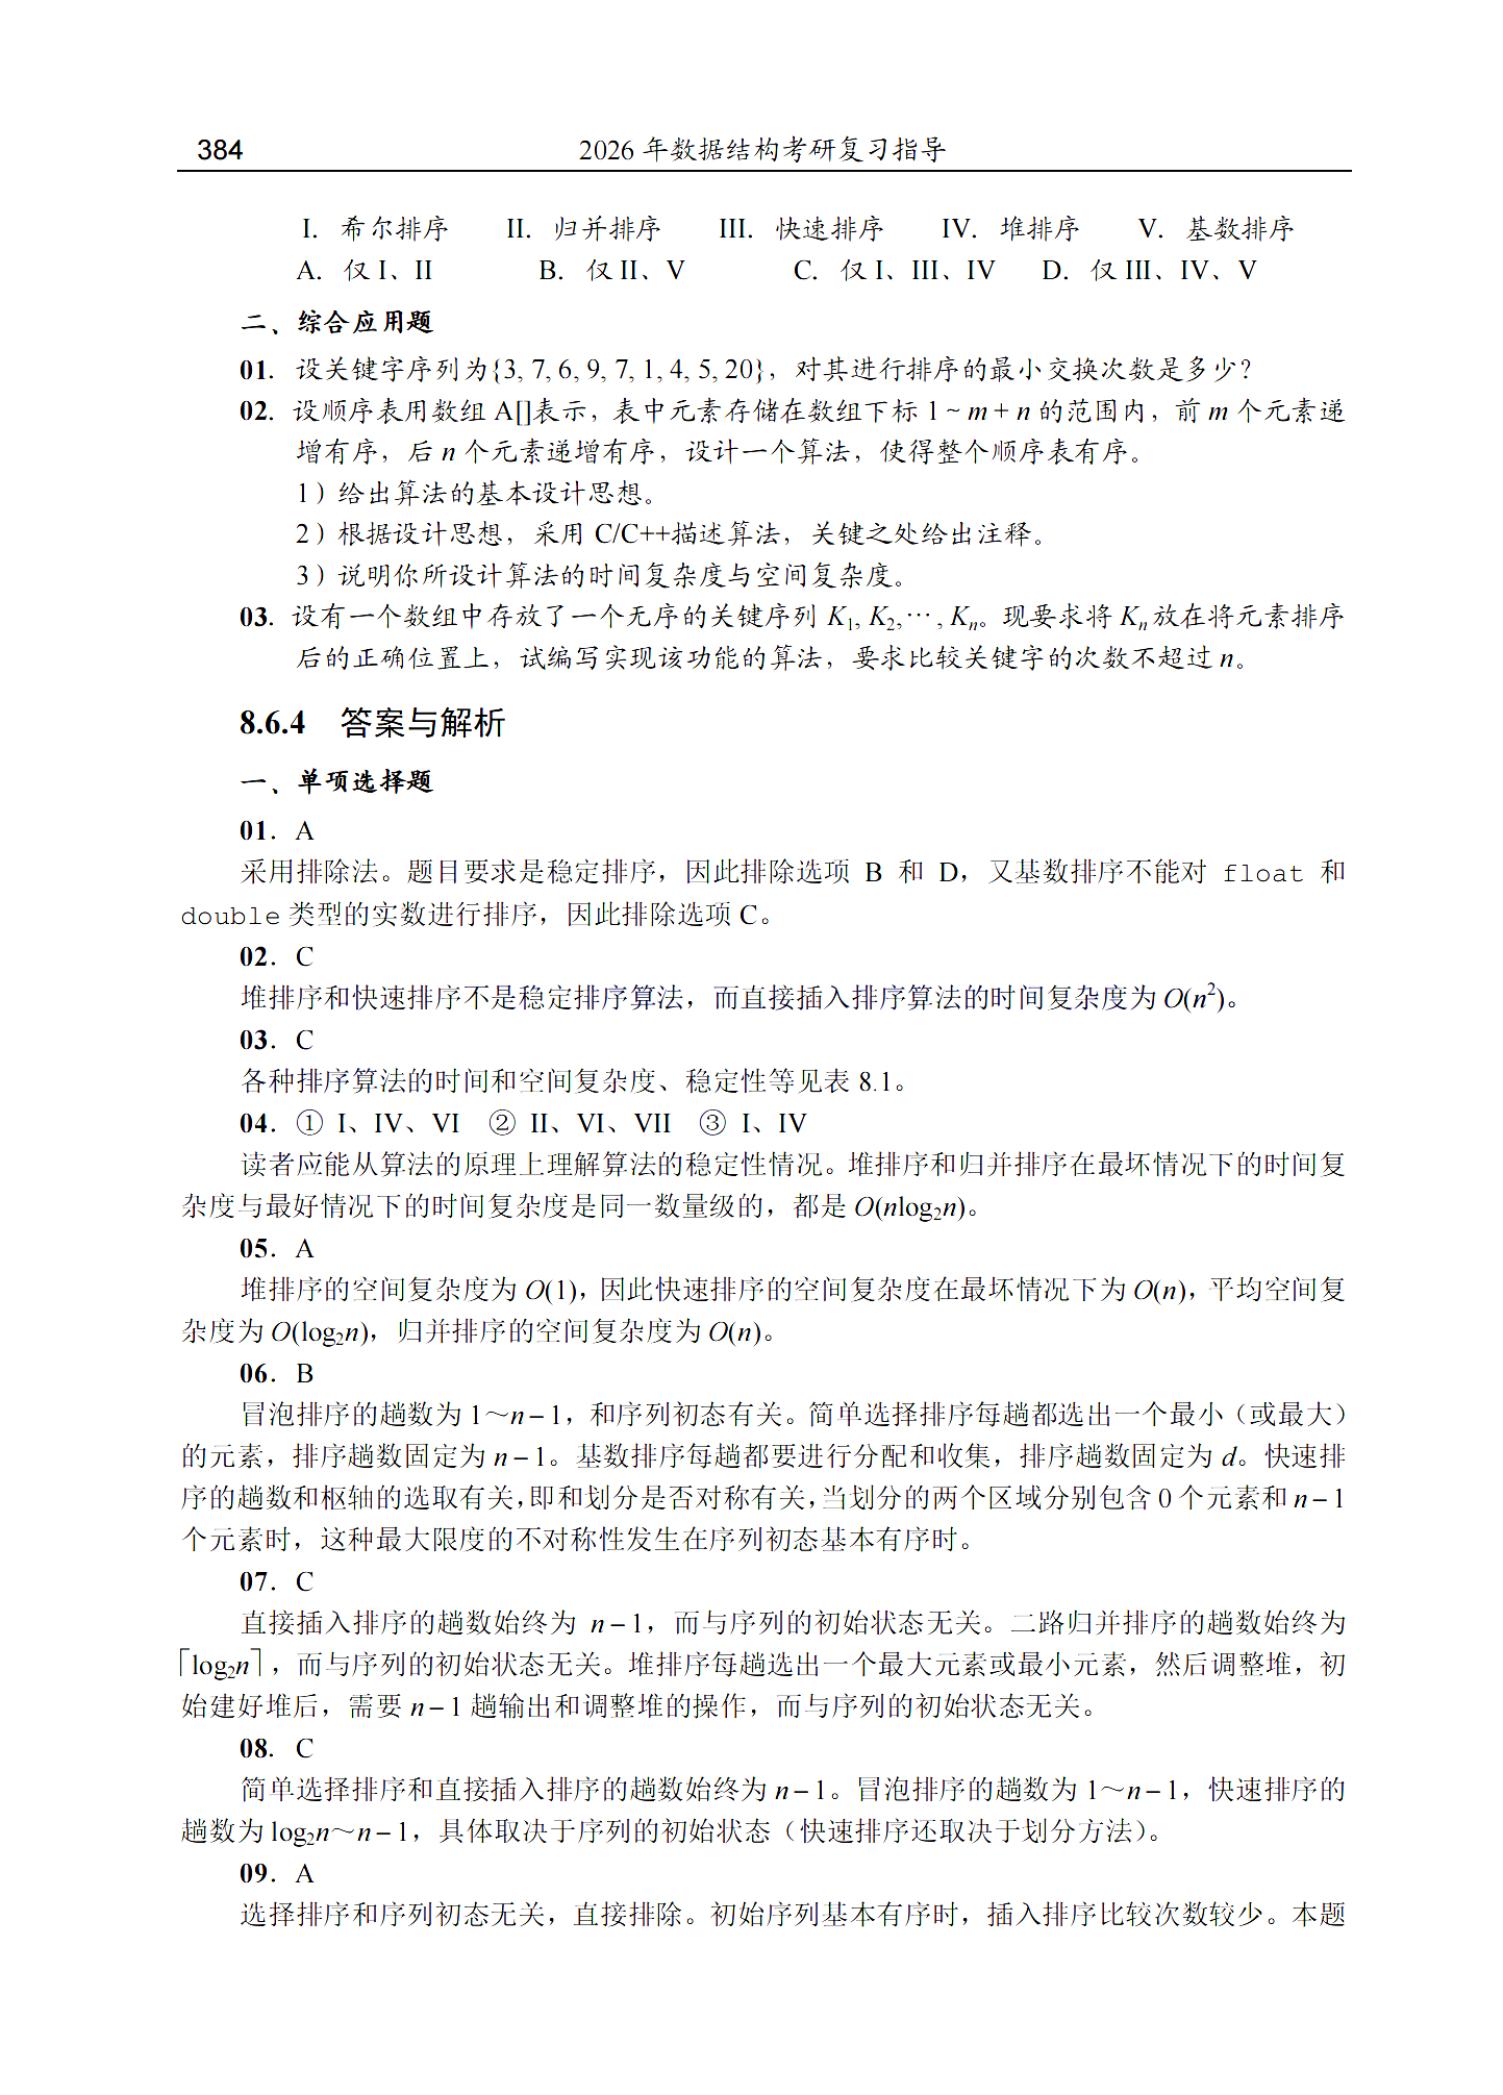 384 2026 年数据结构考研复习指导
I. 希尔排序 II. 归并排序 III. 快速排序 IV. 堆排序 V. 基数排序
A. 仅 I、II B. 仅 II、V C. 仅 I、III、IV D. 仅 III、IV、V
二、综合应用题
01. 设关键字序列为{3, 7, 6, 9, 7, 1, 4, 5, 20}，对其进行排序的最小交换次数是多少？
02. 设顺序表用数组 A[]表示，表中元素存储在数组下标 1 ~ m + n 的范围内，前 m 个元素递
增有序，后 n 个元素递增有序，设计一个算法，使得整个顺序表有序。
1）给出算法的基本设计思想。
2）根据设计思想，采用 C/C++描述算法，关键之处给出注释。
3）说明你所设计算法的时间复杂度与空间复杂度。
03. 设有一个数组中存放了一个无序的关键序列 K₁, K₂,⋯, Kₙ。现要求将 Kₙ 放在将元素排序
后的正确位置上，试编写实现该功能的算法，要求比较关键字的次数不超过 n。
8.6.4 答案与解析
一、单项选择题
01. A
采用排除法。题目要求是稳定排序，因此排除选项 B 和 D，又基数排序不能对 float 和
double 类型的实数进行排序，因此排除选项 C。
02. C
堆排序和快速排序不是稳定排序算法，而直接插入排序算法的时间复杂度为 O(n²)。
03. C
各种排序算法的时间和空间复杂度、稳定性等见表 8.1。
04. ① I、IV、VI ② II、VI、VII ③ I、IV
读者应能从算法的原理上理解算法的稳定性情况。堆排序和归并排序在最坏情况下的时间复
杂度与最好情况下的时间复杂度是同一数量级的，都是 O(nlog₂n)。
05. A
堆排序的空间复杂度为 O(1)，因此快速排序的空间复杂度在最坏情况下为 O(n)，平均空间复
杂度为 O(log₂n)，归并排序的空间复杂度为 O(n)。
06. B
冒泡排序的趟数为 1～n – 1，和序列初态有关。简单选择排序每趟都选出一个最小（或最大）
的元素，排序趟数固定为 n – 1。基数排序每趟都要进行分配和收集，排序趟数固定为 d。快速排
序的趟数和枢轴的选取有关，即和划分是否对称有关，当划分的两个区域分别包含 0 个元素和 n – 1
个元素时，这种最大限度的不对称性发生在序列初态基本有序时。
07. C
直接插入排序的趟数始终为 n – 1，而与序列的初始状态无关。二路归并排序的趟数始终为
⌈log₂n⌉，而与序列的初始状态无关。堆排序每趟选出一个最大元素或最小元素，然后调整堆，初
始建好堆后，需要 n – 1 趟输出和调整堆的操作，而与序列的初始状态无关。
08. C
简单选择排序和直接插入排序的趟数始终为 n – 1。冒泡排序的趟数为 1～n – 1，快速排序的
趟数为 log₂n～n – 1，具体取决于序列的初始状态（快速排序还取决于划分方法）。
09. A
选择排序和序列初态无关，直接排除。初始序列基本有序时，插入排序比较次数较少。本题